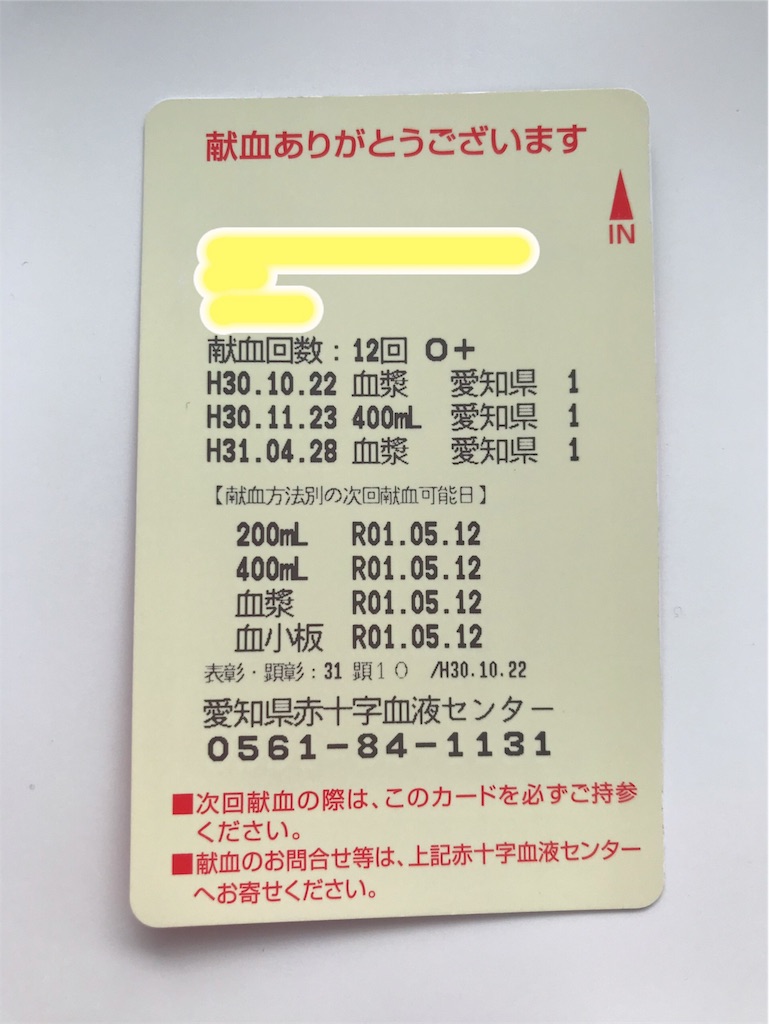 献血ありがとうございます
IN
献血回数：12回 O+
H30.10.22 血漿 愛知県 1
H30.11.23 400mL 愛知県 1
H31.04.28 血漿 愛知県 1
【献血方法別の次回献血可能日】
200mL R01.05.12
400mL R01.05.12
血漿 R01.05.12
血小板 R01.05.12
表彰・顕彰：31 顕10 /H30.10.22
愛知県赤十字血液センター
0561-84-1131
■次回献血の際は、このカードを必ずご持参
ください。
■献血のお問合せ等は、上記赤十字血液センター
へお寄せください。